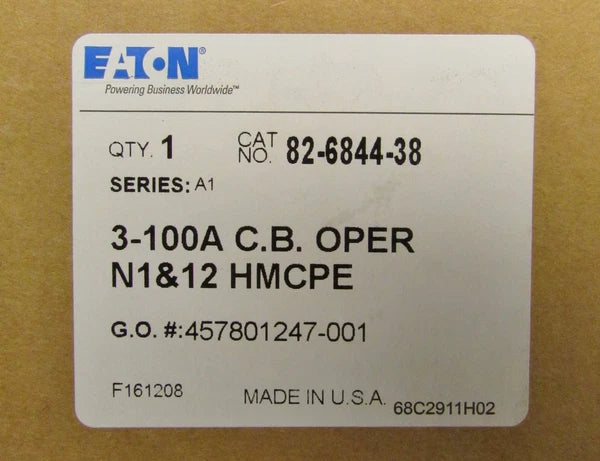 EATON®
Powering Business Worldwide™
QTY. 1 CAT NO. 82-6844-38
SERIES: A1
3-100A C.B. OPER
N1&12 HMCPE
G.O. #:457801247-001
F161208 MADE IN U.S.A. 68C2911H02